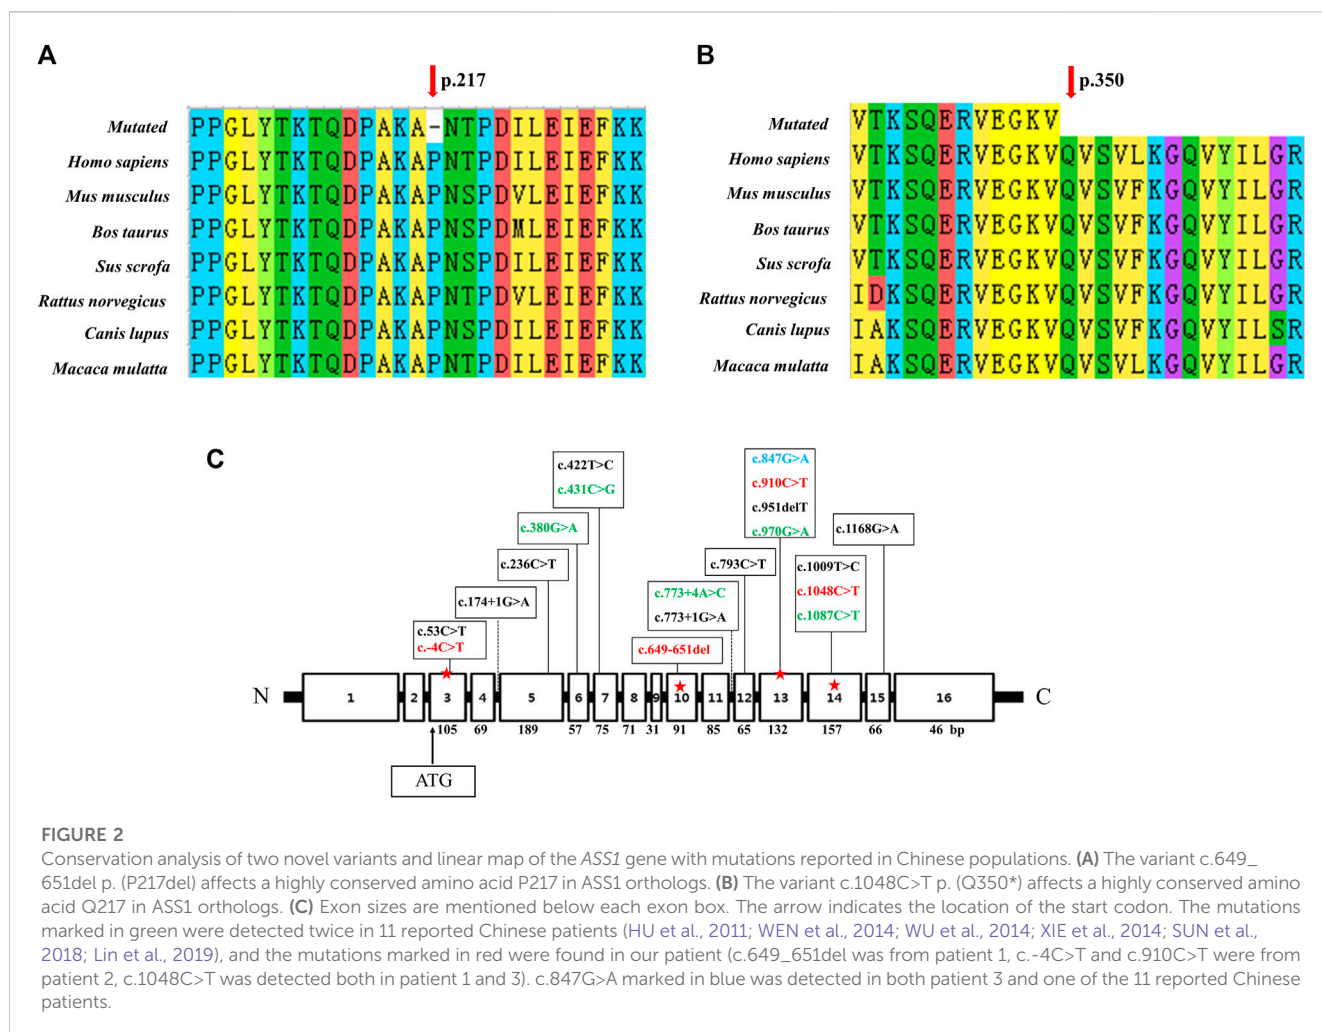 A
p.217
Mutated PPGLYTKTQDPAKA-NTPDILEIEFKK
Homo sapiens PPGLYTKTQDPAKAPNTPDILEIEFKK
Mus musculus PPGLYTKTQDPAKAPNSPDVLEIEFKK
Bos taurus PPGLYTKTQDPAKAPNSPDMLEIEFKK
Sus scrofa PPGLYTKTQDPAKAPNSPDILEIEFKK
Rattus norvegicus PPGLYTKTQDPAKAPNSPDVLEIEFKK
Canis lupus PPGLYTKTQDPAKAPNSPDILEIEFKK
Macaca mulatta PPGLYTKTQDPAKAPNTPDILEIEFKK
B
p.350
Mutated VTKSQERVEGKV
Homo sapiens VTKSQERVEGKVQVSVLKGQVYILGR
Mus musculus VTKSQERVEGKVQVSVFKGQVYILGR
Bos taurus VTKSQERVEGKVQVSVFKGQVYILGR
Sus scrofa VTKSQERVEGKVQVSVFKGQVYILGR
Rattus norvegicus IDKSQERVEGKVQVSVFKGQVYILGR
Canis lupus IAKSQERVEGKVQVSVFKGQVYILSR
Macaca mulatta IAKSQERVEGKVQVSVLKGQVYILGR
C
c.53C>T
c.-4C>T
c.174+1G>A
c.236C>T
c.380G>A
c.422T>C
c.431C>G
c.649-651del
c.773+4A>C
c.773+1G>A
c.793C>T
c.847G>A
c.910C>T
c.951delT
c.970G>A
c.1009T>C
c.1048C>T
c.1087C>T
c.1168G>A
N 1 2 3 4 5 6 7 8 9 10 11 12 13 14 15 16 C
105 69 189 57 75 71 31 91 85 65 132 157 66 46 bp
ATG
FIGURE 2
Conservation analysis of two novel variants and linear map of the ASS1 gene with mutations reported in Chinese populations. (A) The variant c.649_
651del p. (P217del) affects a highly conserved amino acid P217 in ASS1 orthologs. (B) The variant c.1048C>T p. (Q350*) affects a highly conserved amino
acid Q217 in ASS1 orthologs. (C) Exon sizes are mentioned below each exon box. The arrow indicates the location of the start codon. The mutations
marked in green were detected twice in 11 reported Chinese patients (HU et al., 2011; WEN et al., 2014; WU et al., 2014; XIE et al., 2014; SUN et al.,
2018; Lin et al., 2019), and the mutations marked in red were found in our patient (c.649_651del was from patient 1, c.-4C>T and c.910C>T were from
patient 2, c.1048C>T was detected both in patient 1 and 3). c.847G>A marked in blue was detected in both patient 3 and one of the 11 reported Chinese
patients.